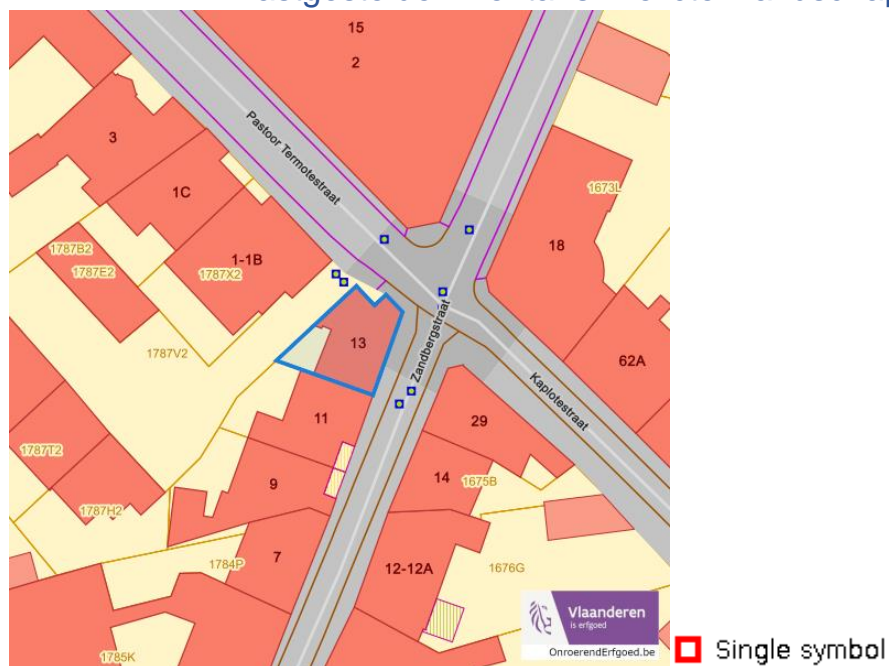 15
2
Pastoor Termotestraat
3
1C
1673L
1787B2
1787E2
1-1B
1787X2
18
13
Zandbergstraat
1787V2
62A
Kaplotestraat
11
29
1787T2
9
14
1675B
1787H2
7
1784P
12-12A
1676G
Vlaanderen
is erfgoed
OnroerendErfgoed.be
Single symbol
1785K